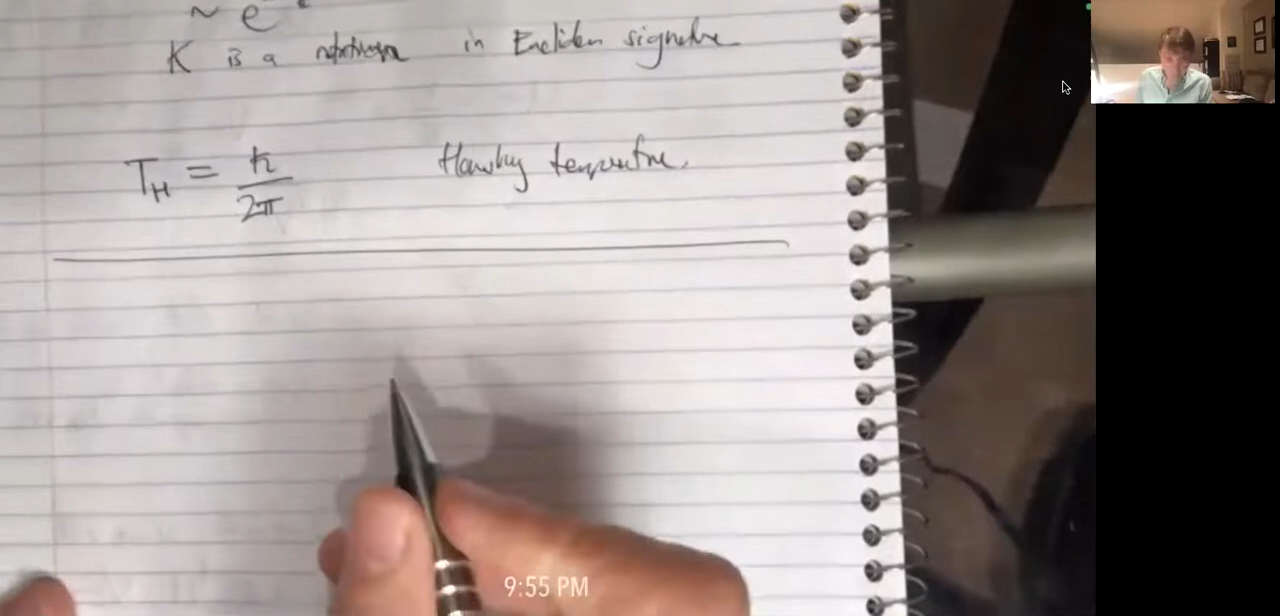 ~ e
K is a rotation in Euclidean signature
T_H = ħ / 2π Hawking temperature.
9:55 PM